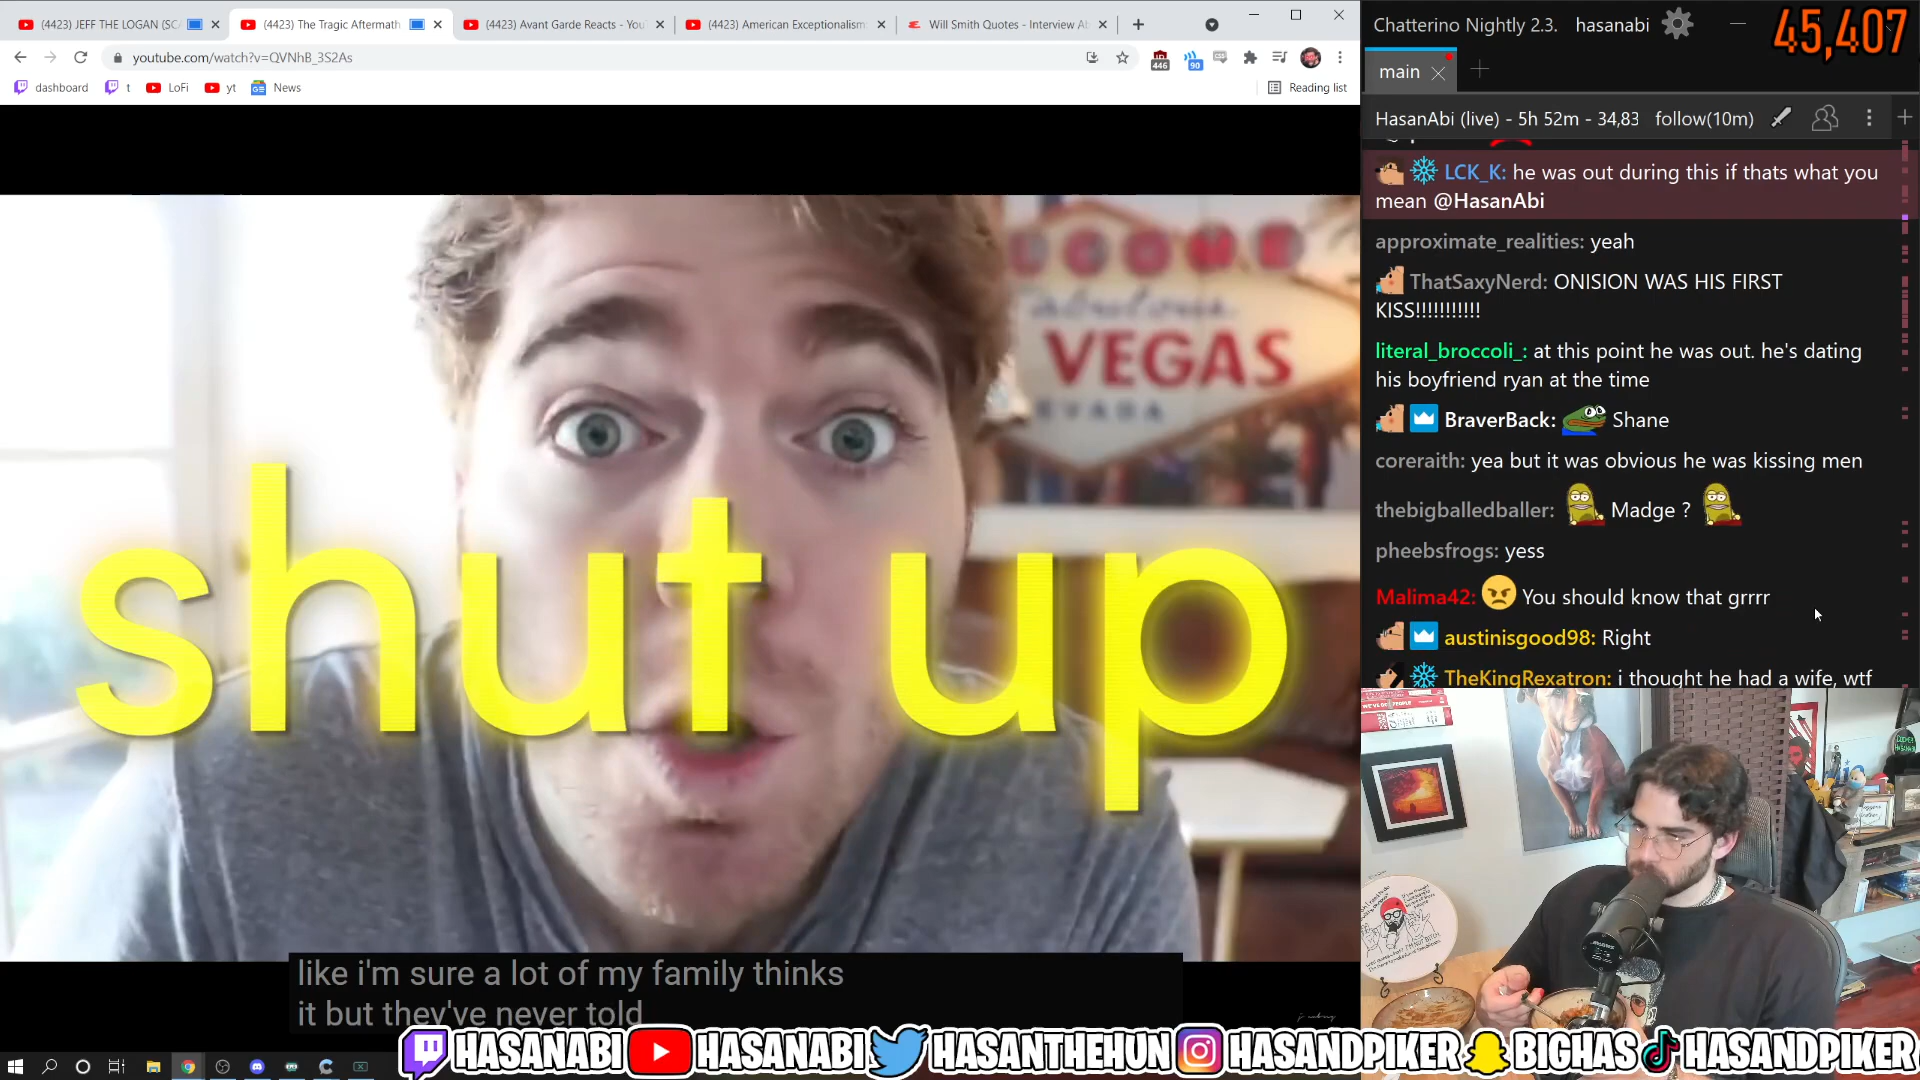 (4423) JEFF THE LOGAN (SC
(4423) The Tragic Aftermath
(4423) Avant Garde Reacts - You
(4423) American Exceptionalism
Will Smith Quotes - Interview Ab
youtube.com/watch?v=QVNhB_3S2As
446
90
dashboard
t
LoFi
yt
News
Reading list
VEGAS
shut up
like i'm sure a lot of my family thinks
it but they've never told
Chatterino Nightly 2.3.
hasanabi
45,407
main
HasanAbi (live) - 5h 52m - 34,83
follow(10m)
LCK_K: he was out during this if thats what you
mean @HasanAbi
approximate_realities: yeah
ThatSaxyNerd: ONISION WAS HIS FIRST
KISS!!!!!!!!!!!
literal_broccoli_: at this point he was out. he's dating
his boyfriend ryan at the time
BraverBack: Shane
coreraith: yea but it was obvious he was kissing men
thebigballedballer: Madge ?
pheebsfrogs: yess
Malima42: You should know that grrrr
austinisgood98: Right
TheKingRexatron: i thought he had a wife, wtf
HASANABI
HASANABI
HASANTHEHUN
HASANDPIKER
BIGHAS
HASANDPIKER